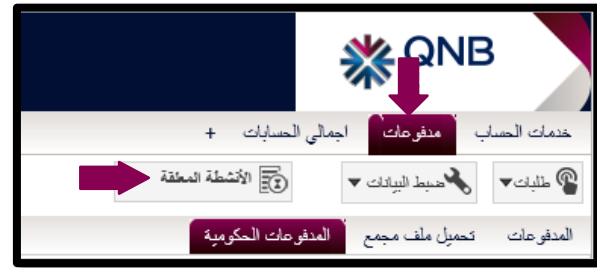 QNB
خدمات الحساب مدفوعات اجمالي الحسابات +
طلبات ضبط البيانات الأنشطة المعلقة
المدفوعات تحميل ملف مجمع المدفوعات الحكومية